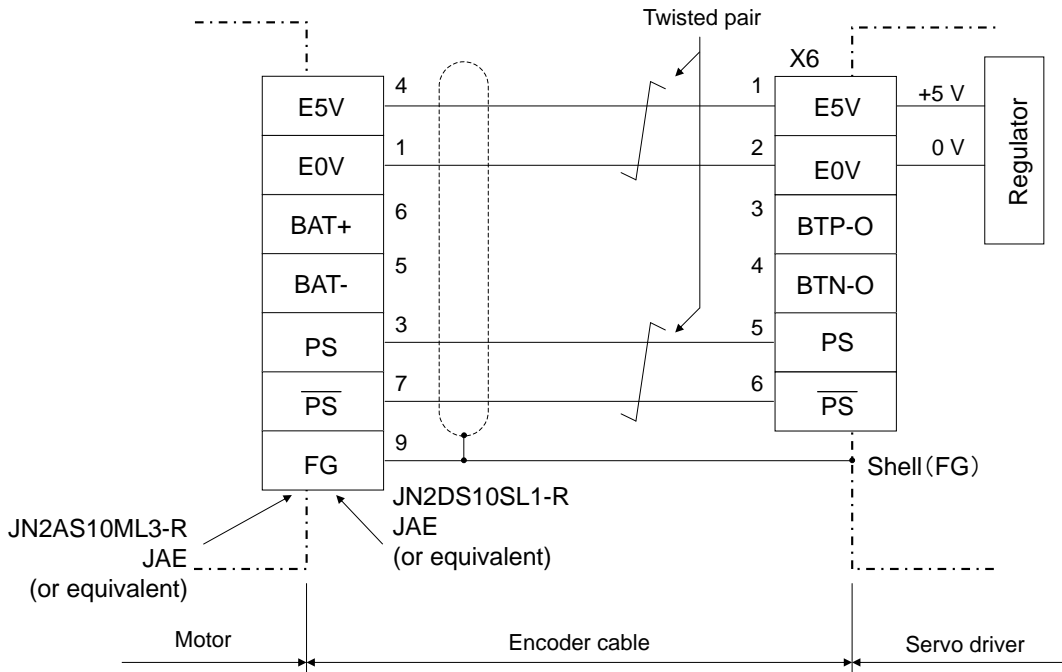 Twisted pair
X6
4
1
E5V
E5V
+5 V
1
2
E0V
E0V
0 V
Regulator
6
3
BAT+
BTP-O
5
4
BAT-
BTN-O
3
5
PS
PS
7
6
P̅S̅
P̅S̅
9
FG
Shell(FG)
JN2DS10SL1-R
JAE
(or equivalent)
JN2AS10ML3-R
JAE
(or equivalent)
Motor
Encoder cable
Servo driver